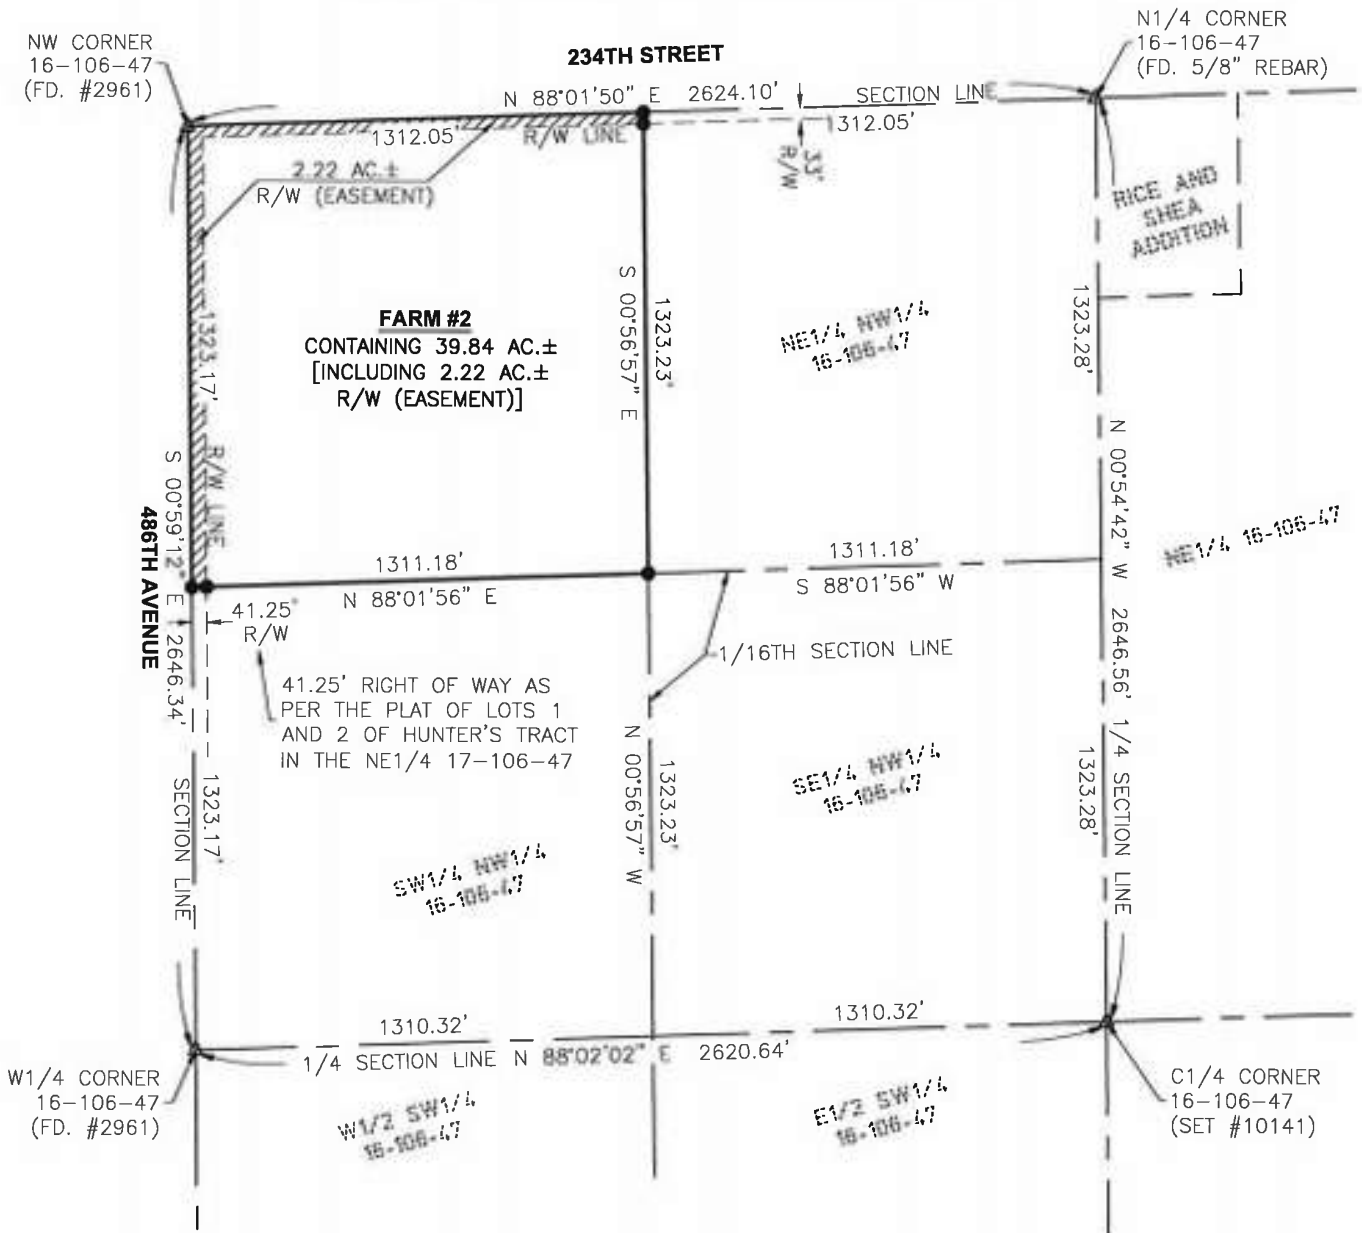 NW CORNER
16-106-47
(FD. #2961)
234TH STREET
N1/4 CORNER
16-106-47
(FD. 5/8" REBAR)
N 88°01'50" E 2624.10'
SECTION LINE
1312.05'
R/W LINE
1312.05'
33'
R/W
2.22 AC.±
R/W (EASEMENT)
RICE AND
SHEA
ADDITION
FARM #2
CONTAINING 39.84 AC.±
[INCLUDING 2.22 AC.±
R/W (EASEMENT)]
1323.17'
R/W LINE
S 00°56'57" E
1323.23'
NE1/4 NW1/4
16-106-47
1323.28'
N 00°54'42" W 2646.56' 1/4 SECTION LINE
NE1/4 16-106-47
486TH AVENUE
S 00°59'12" E 2646.34'
SECTION LINE
1311.18'
N 88°01'56" E
1311.18'
S 88°01'56" W
41.25'
R/W
1/16TH SECTION LINE
41.25' RIGHT OF WAY AS
PER THE PLAT OF LOTS 1
AND 2 OF HUNTER'S TRACT
IN THE NE1/4 17-106-47
1323.17'
N 00°56'57" W
1323.23'
SE1/4 NW1/4
16-106-47
1323.28'
SW1/4 NW1/4
16-106-47
1310.32'
1310.32'
1/4 SECTION LINE N 88°02'02" E 2620.64'
W1/4 CORNER
16-106-47
(FD. #2961)
W1/2 SW1/4
16-106-47
E1/2 SW1/4
16-106-47
C1/4 CORNER
16-106-47
(SET #10141)